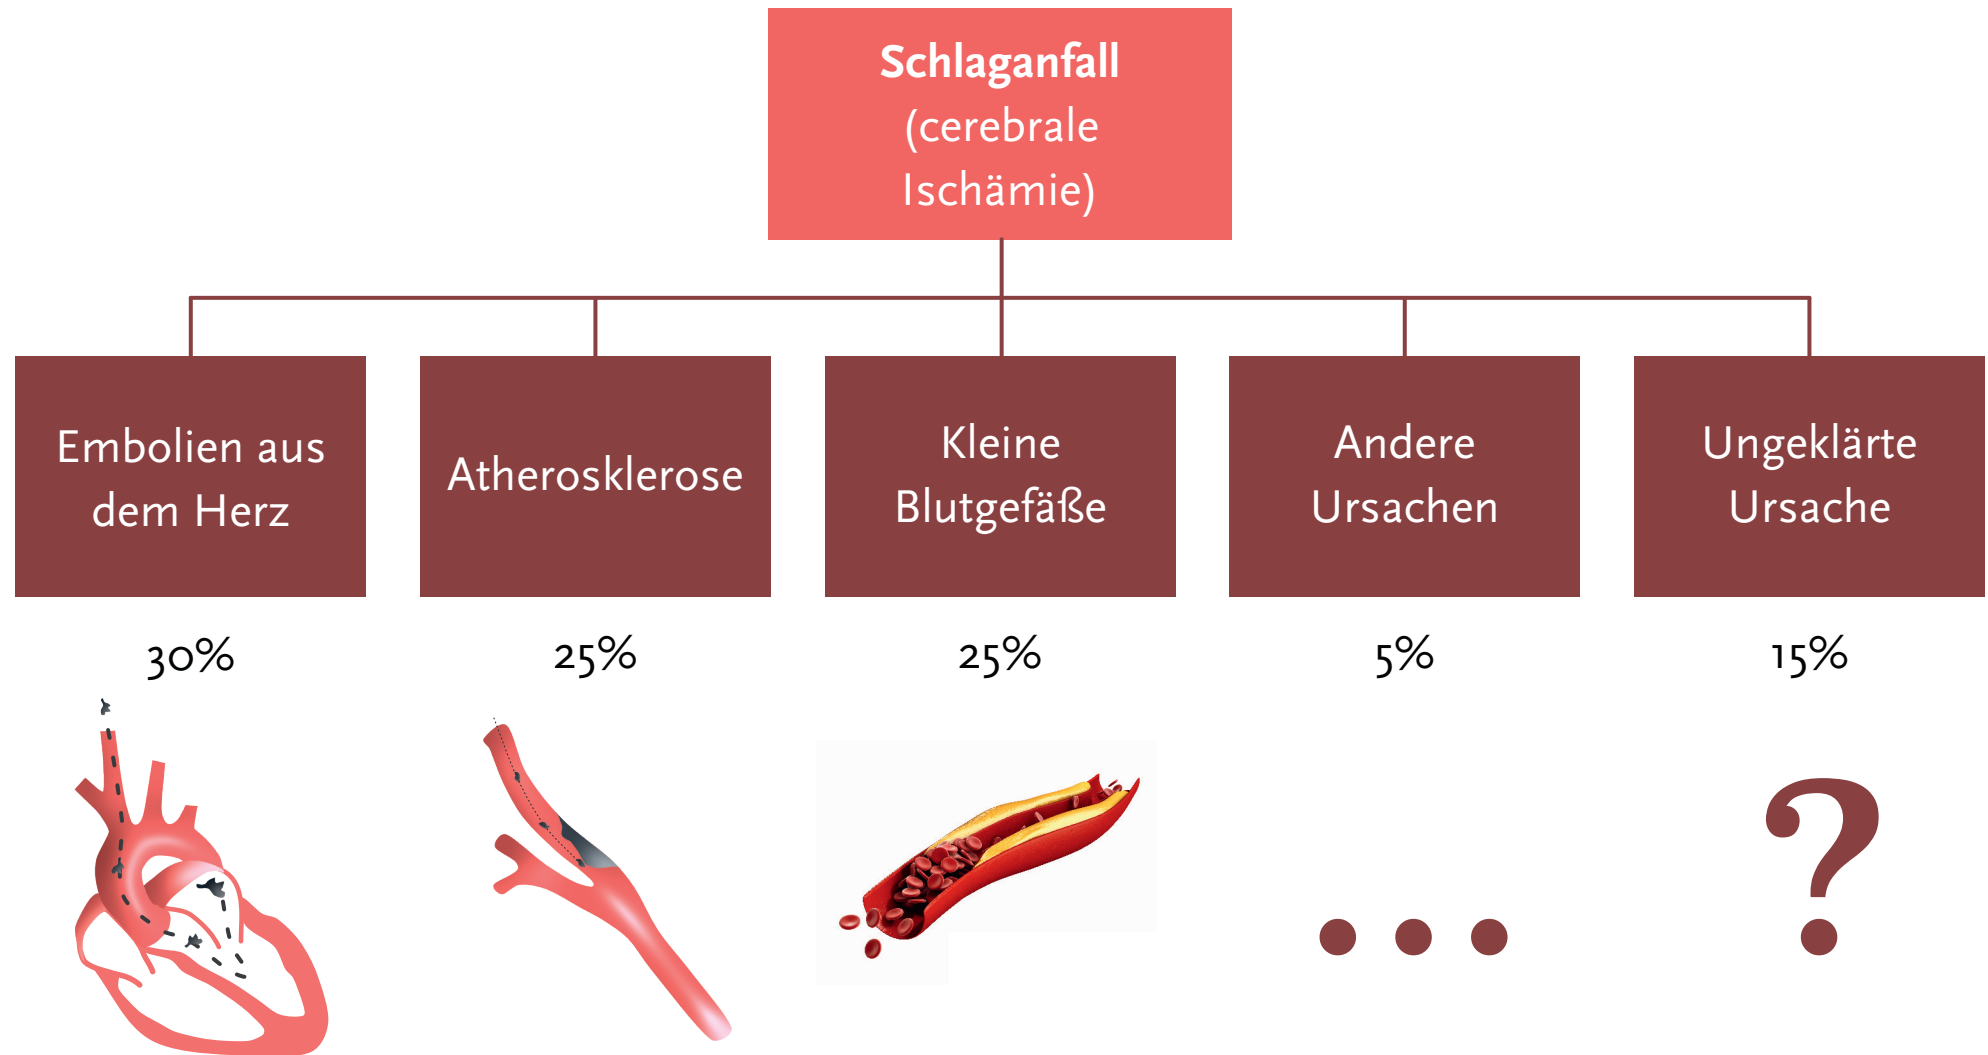 Schlaganfall
(cerebrale
Ischämie)
Embolien aus
dem Herz
Atherosklerose
Kleine
Blutgefäße
Andere
Ursachen
Ungeklärte
Ursache
30%
25%
25%
5%
15%
?